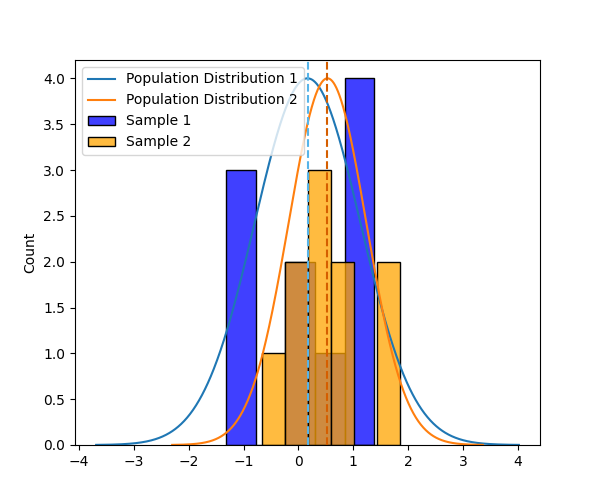 Population Distribution 1
Population Distribution 2
Sample 1
Sample 2
4.0
3.5
3.0
2.5
2.0
1.5
1.0
0.5
0.0
Count
−4 −3 −2 −1 0 1 2 3 4